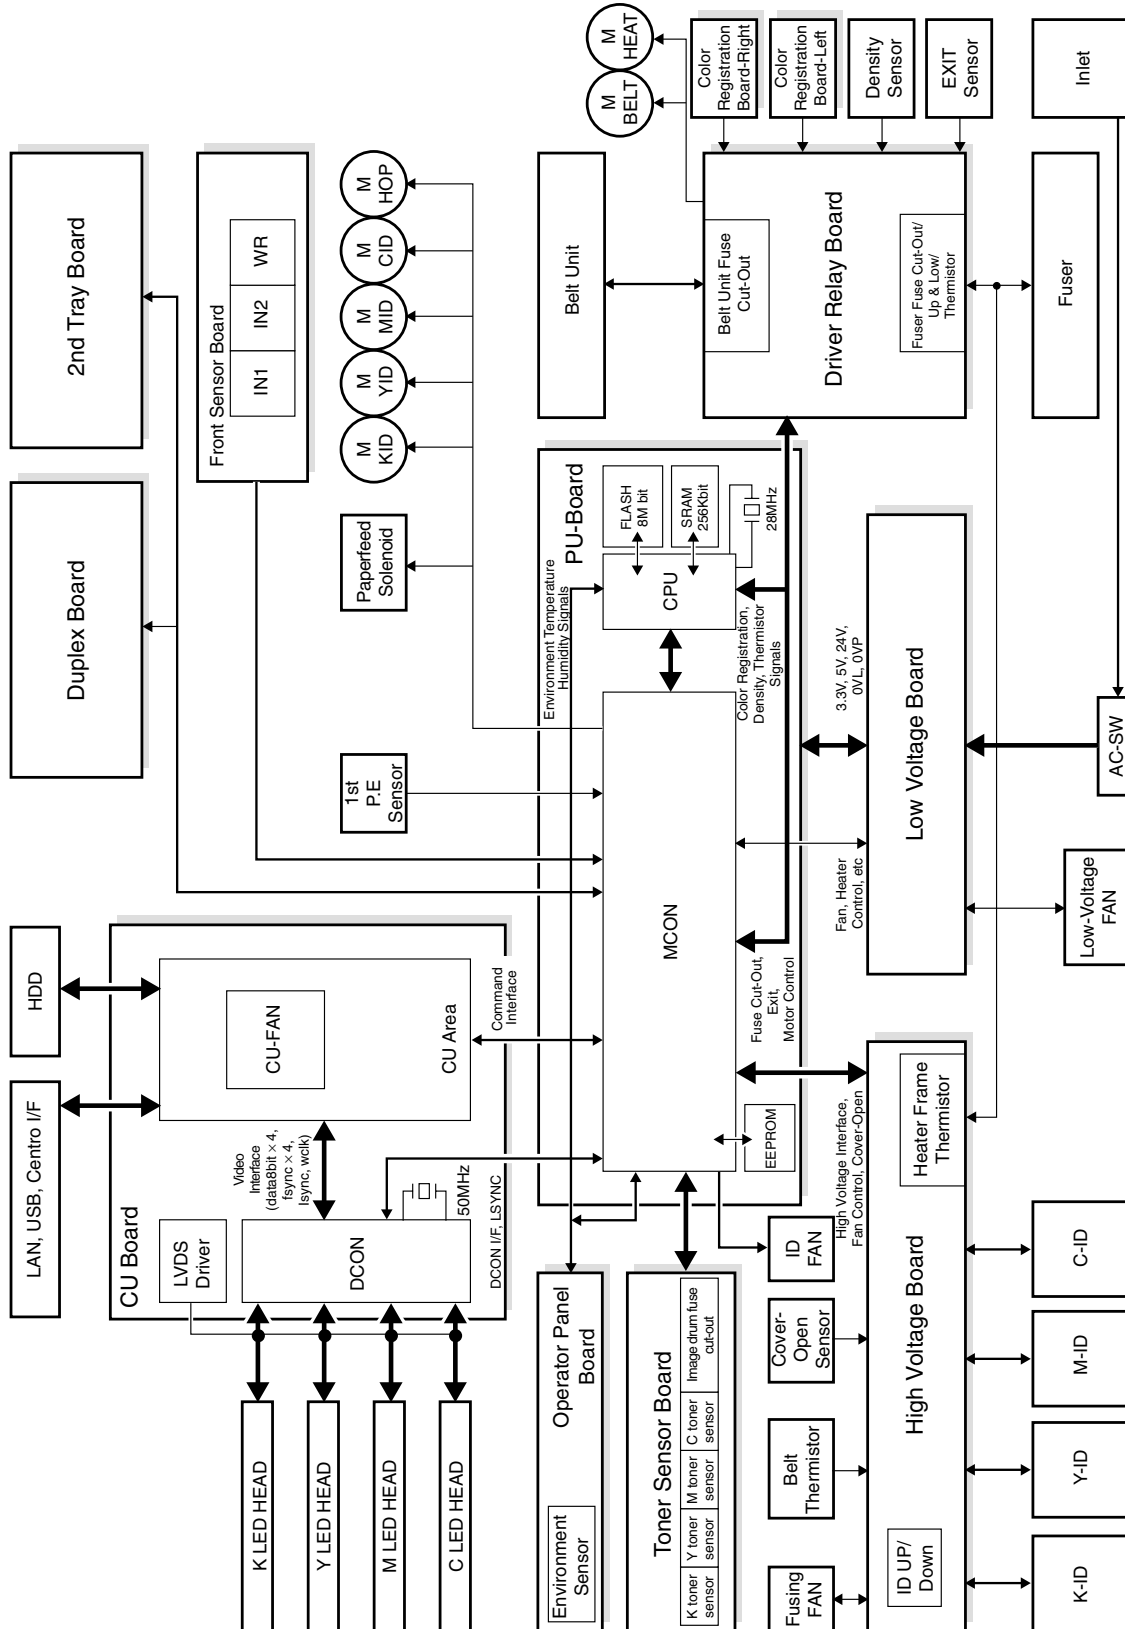 LAN, USB, Centro I/F
HDD
Duplex Board
2nd Tray Board
CU Board
LVDS
Driver
DCON
50MHz
DCON I/F, LSYNC
Video
Interface
(data8bit × 4,
fsync × 4,
lsync, wclk)
CU-FAN
CU Area
Command
Interface
Front Sensor Board
IN1
IN2
WR
K LED HEAD
Y LED HEAD
M LED HEAD
C LED HEAD
1st
P.E
Sensor
Paperfeed
Solenoid
M
KID
M
YID
M
MID
M
CID
M
HOP
Operator Panel
Board
Environment
Sensor
Toner Sensor Board
K toner
sensor
Y toner
sensor
M toner
sensor
C toner
sensor
Image drum fuse
cut-out
PU-Board
Environment Temperature
Humidity Signals
MCON
CPU
FLASH
8M bit
SRAM
256Kbit
28MHz
EEPROM
Color Registration,
Density, Thermistor
Signals
Fuse Cut-Out,
Exit,
Motor Control
Belt Unit
M
BELT
M
HEAT
Color
Registration
Board-Right
Color
Registration
Board-Left
Density
Sensor
EXIT
Sensor
Belt Unit Fuse
Cut-Out
Driver Relay Board
Fuser Fuse Cut-Out/
Up & Low/
Thermistor
Fusing
FAN
Belt
Thermistor
Cover-
Open
Sensor
ID
FAN
High Voltage Interface,
Fan Control, Cover-Open
Fan, Heater
Control, etc
3.3V, 5V, 24V,
0VL, 0VP
High Voltage Board
ID UP/
Down
Heater Frame
Thermistor
Low Voltage Board
K-ID
Y-ID
M-ID
C-ID
Low-Voltage
FAN
AC-SW
Fuser
Inlet